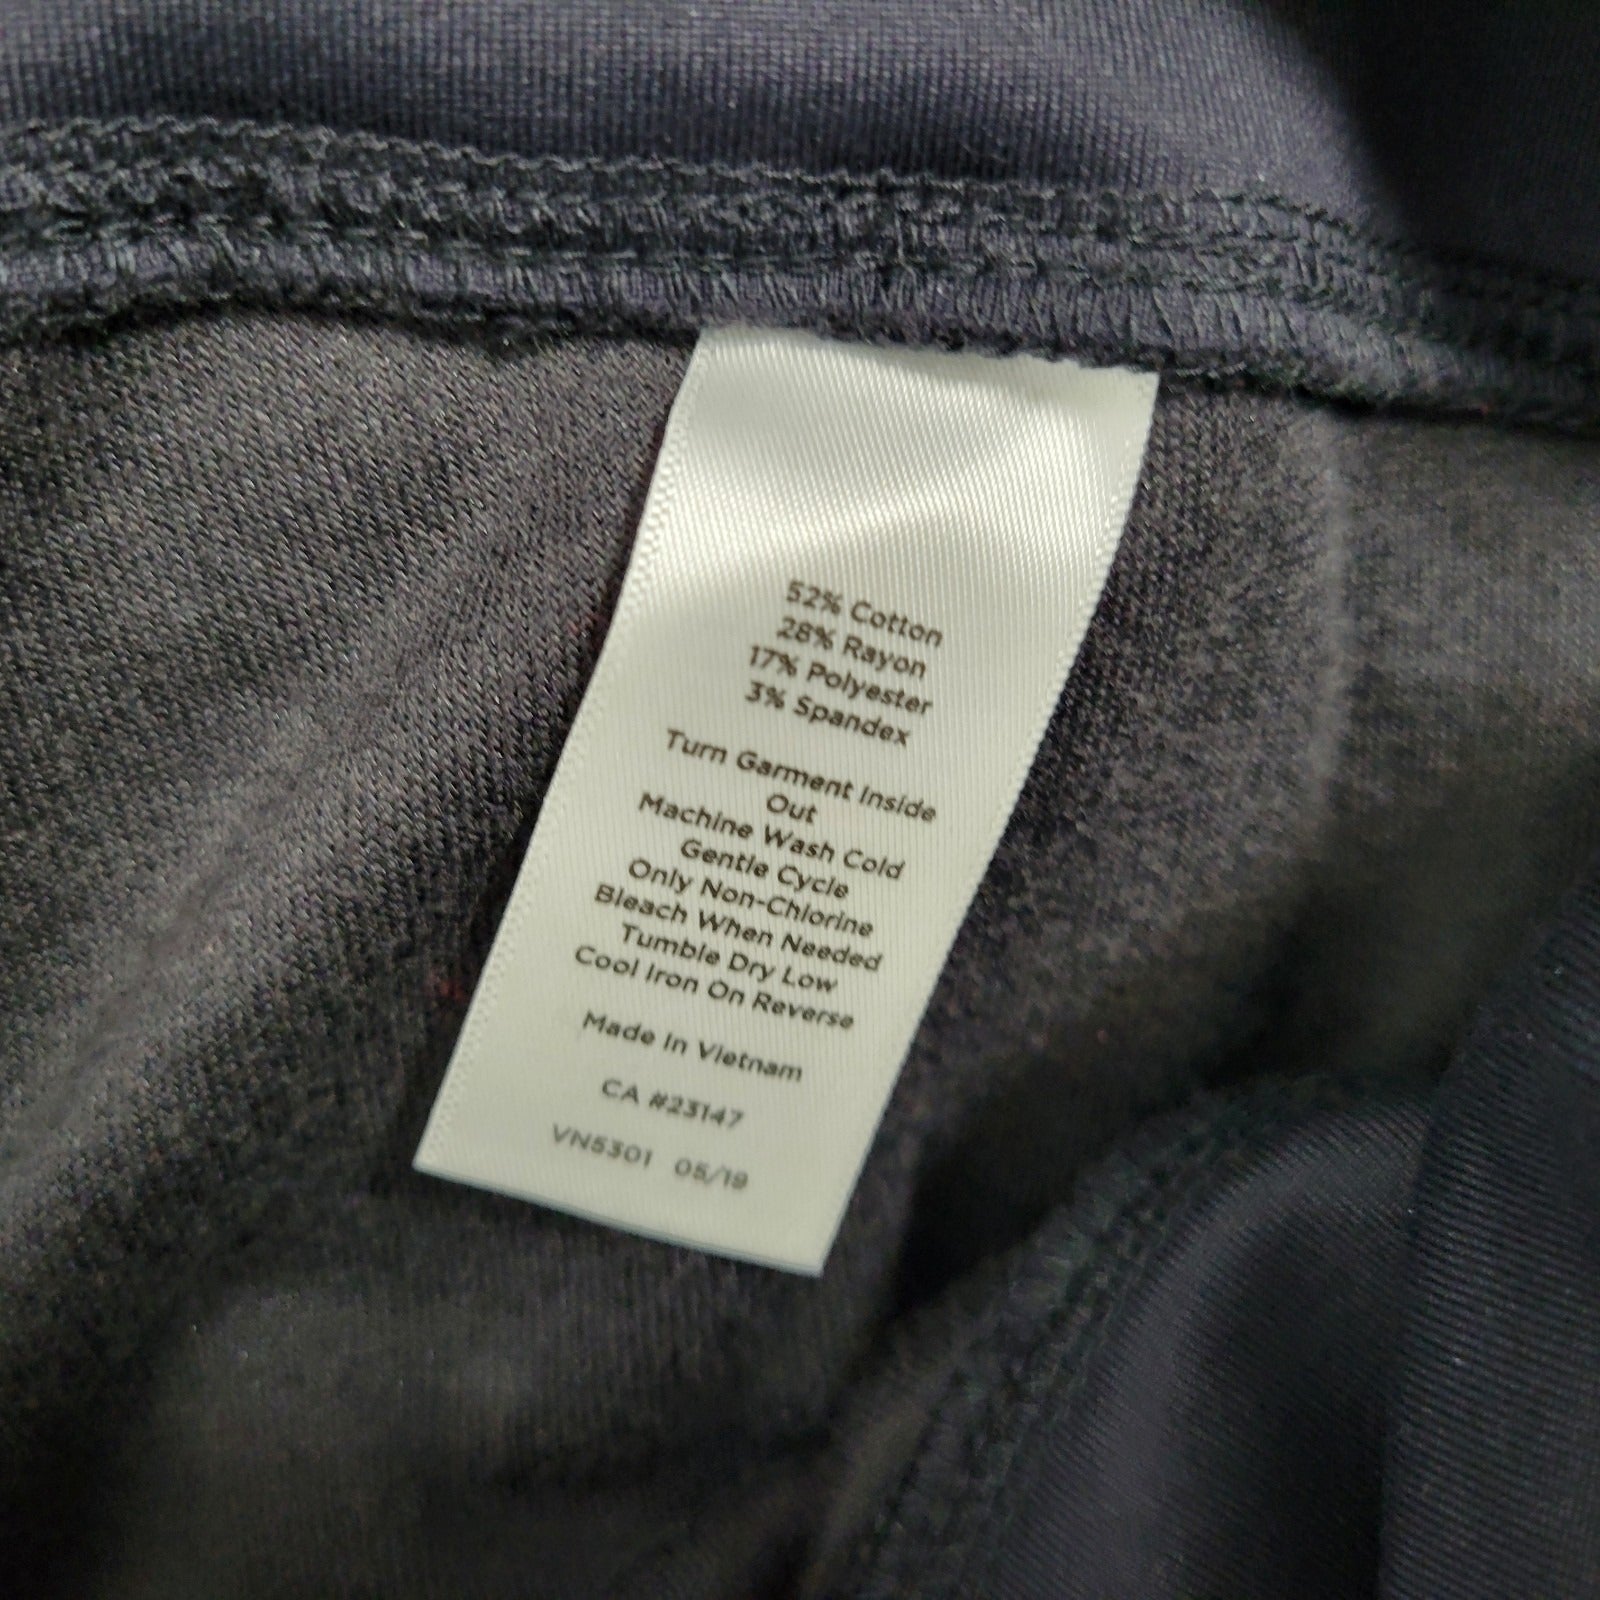 52% Cotton
28% Rayon
17% Polyester
3% Spandex
Turn Garment Inside
Out
Machine Wash Cold
Gentle Cycle
Only Non-Chlorine
Bleach When Needed
Tumble Dry Low
Cool Iron On Reverse
Made In Vietnam
CA #23147
VN5301 05/19